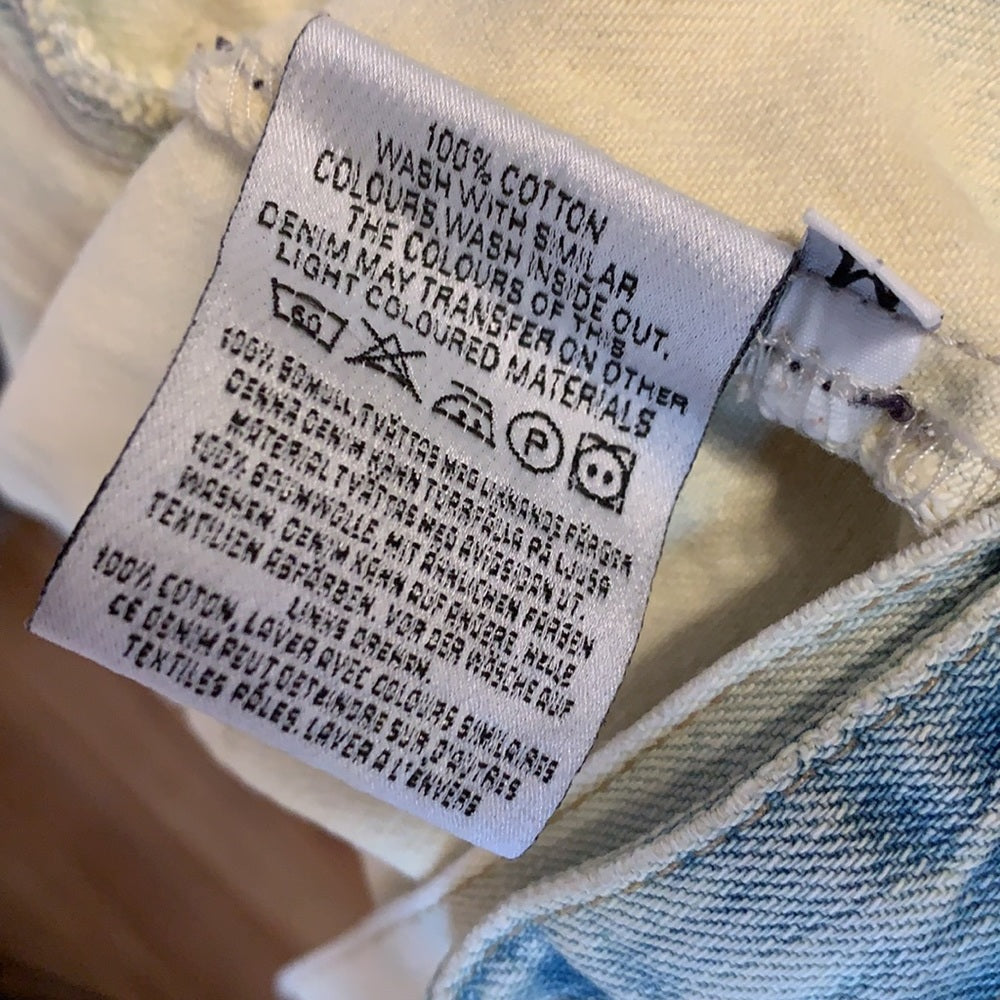 100% COTTON
WASH WITH SIMILAR
COLOURS WASH INSIDE OUT.
THE COLOURS OF THIS
DENIM MAY TRANSFER ON OTHER
LIGHT COLOURED MATERIALS
60
P
100% BOMULL TVÄTTAS MED LIKNANDE FÄRGER
DENNA DENIM KAN FÄRGA PÅ LJUSA
MATERIAL TVÄTTAS MED AVIGSIDAN UT.
100% BAUMWOLLE, MIT ÄHNLICHEN FARBEN
WASHEN DENIM KANN AUF ANDERE HELLE
TEXTILIEN ABFÄRBEN. VOR DER WÄSCHE AUF
LINKS DREHEN.
100% COTON, LAVER AVEC COLOURS SIMILAIRES
CE DENIM PEUT DETEINDRE SUR D'AUTRES
TEXTILES PÂLES. LAVER A L'ENVERS